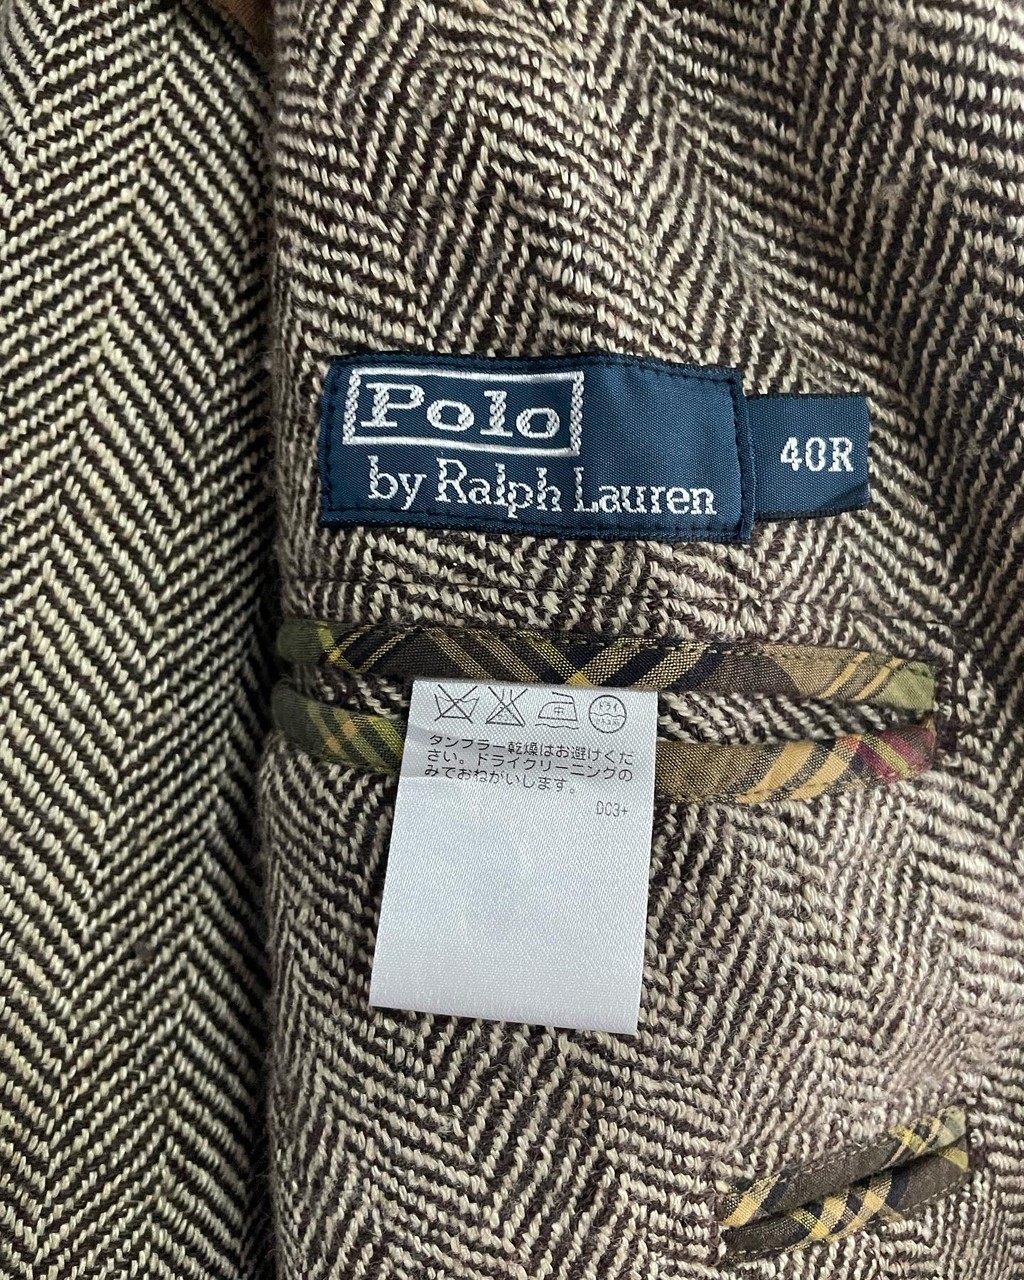 Polo
by Ralph Lauren
40R
タンブラー乾燥はお避けくだ
さい。ドライクリーニングの
みでおねがいします。
DC3+